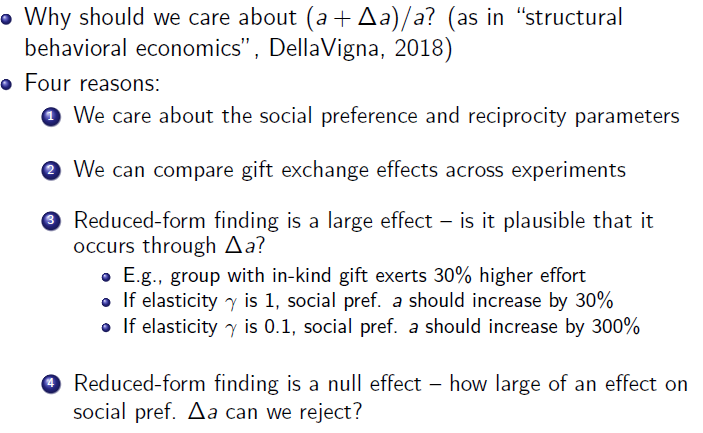 Why should we care about (a + Δa)/a? (as in “structural
behavioral economics”, DellaVigna, 2018)
Four reasons:
1 We care about the social preference and reciprocity parameters
2 We can compare gift exchange effects across experiments
3 Reduced-form finding is a large effect – is it plausible that it
occurs through Δa?
E.g., group with in-kind gift exerts 30% higher effort
If elasticity γ is 1, social pref. a should increase by 30%
If elasticity γ is 0.1, social pref. a should increase by 300%
4 Reduced-form finding is a null effect – how large of an effect on
social pref. Δa can we reject?